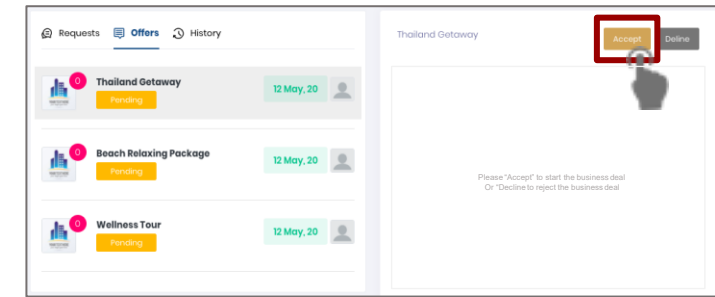 Requests Offers History
Thailand Getaway
Accept Deline
0
Thailand Getaway
Pending
12 May, 20
0
Beach Relaxing Package
Pending
12 May, 20
Please "Accept" to start the business deal
Or "Decline to reject the business deal
0
Wellness Tour
Pending
12 May, 20